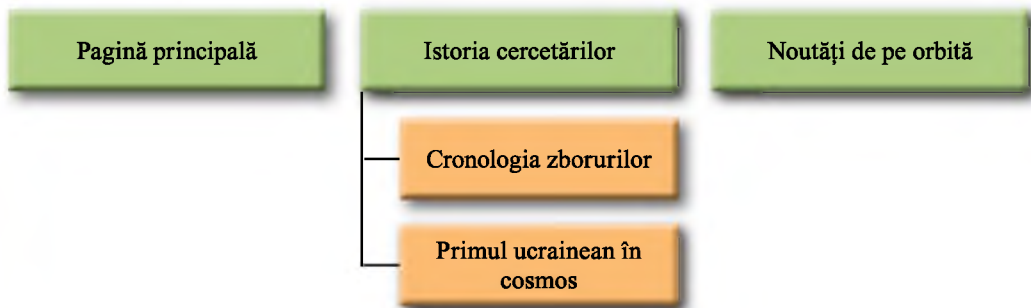 Pagină principală
Istoria cercetărilor
Noutăți de pe orbită
Cronologia zborurilor
Primul ucrainean în
cosmos